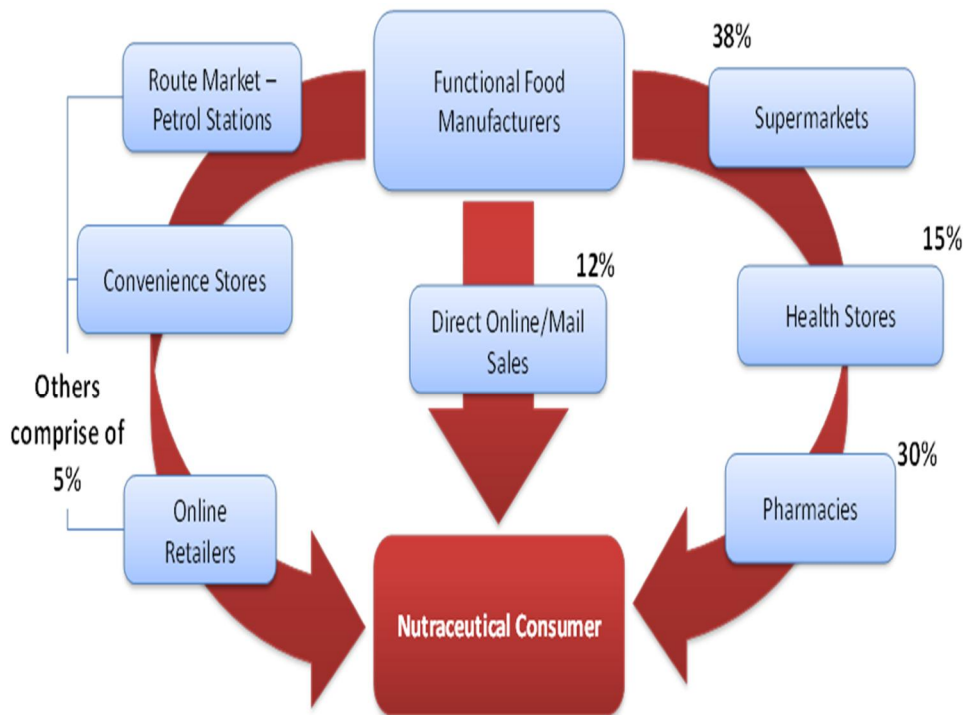 38%
Route Market –
Petrol Stations
Functional Food
Manufacturers
Supermarkets
15%
Convenience Stores
12%
Direct Online/Mail
Sales
Health Stores
Others
comprise of
5%
30%
Online
Retailers
Pharmacies
Nutraceutical Consumer